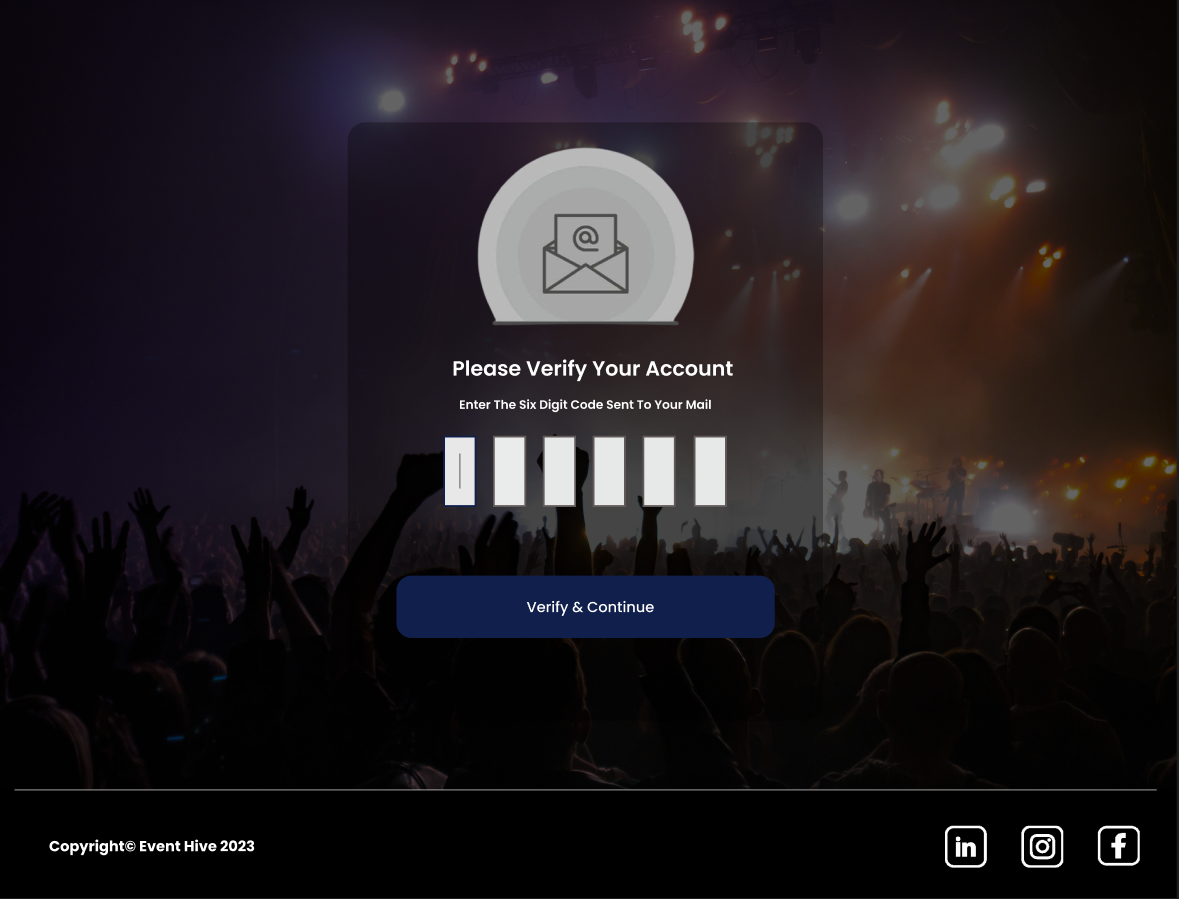 @
Please Verify Your Account
Enter The Six Digit Code Sent To Your Mail
Verify & Continue
Copyright© Event Hive 2023
in
f